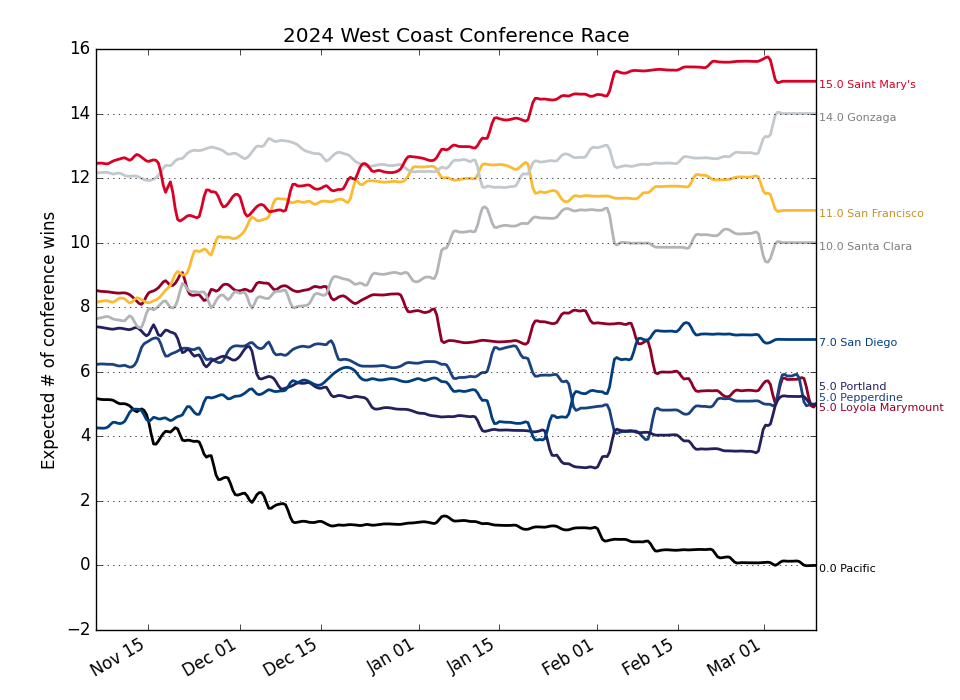 2024 West Coast Conference Race
Expected # of conference wins
16
14
12
10
8
6
4
2
0
−2
15.0 Saint Mary's
14.0 Gonzaga
11.0 San Francisco
10.0 Santa Clara
7.0 San Diego
5.0 Portland
5.0 Pepperdine
5.0 Loyola Marymount
0.0 Pacific
Nov 15
Dec 01
Dec 15
Jan 01
Jan 15
Feb 01
Feb 15
Mar 01